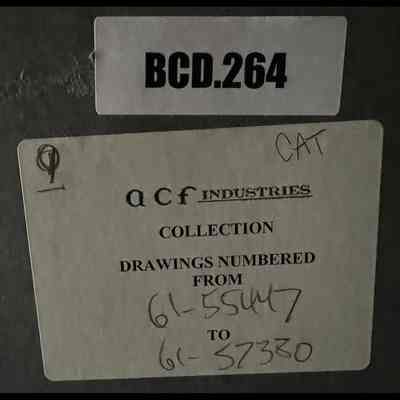 BCD.264
9
CAT
acf INDUSTRIES
COLLECTION
DRAWINGS NUMBERED
FROM
61-55447
TO
61-57380